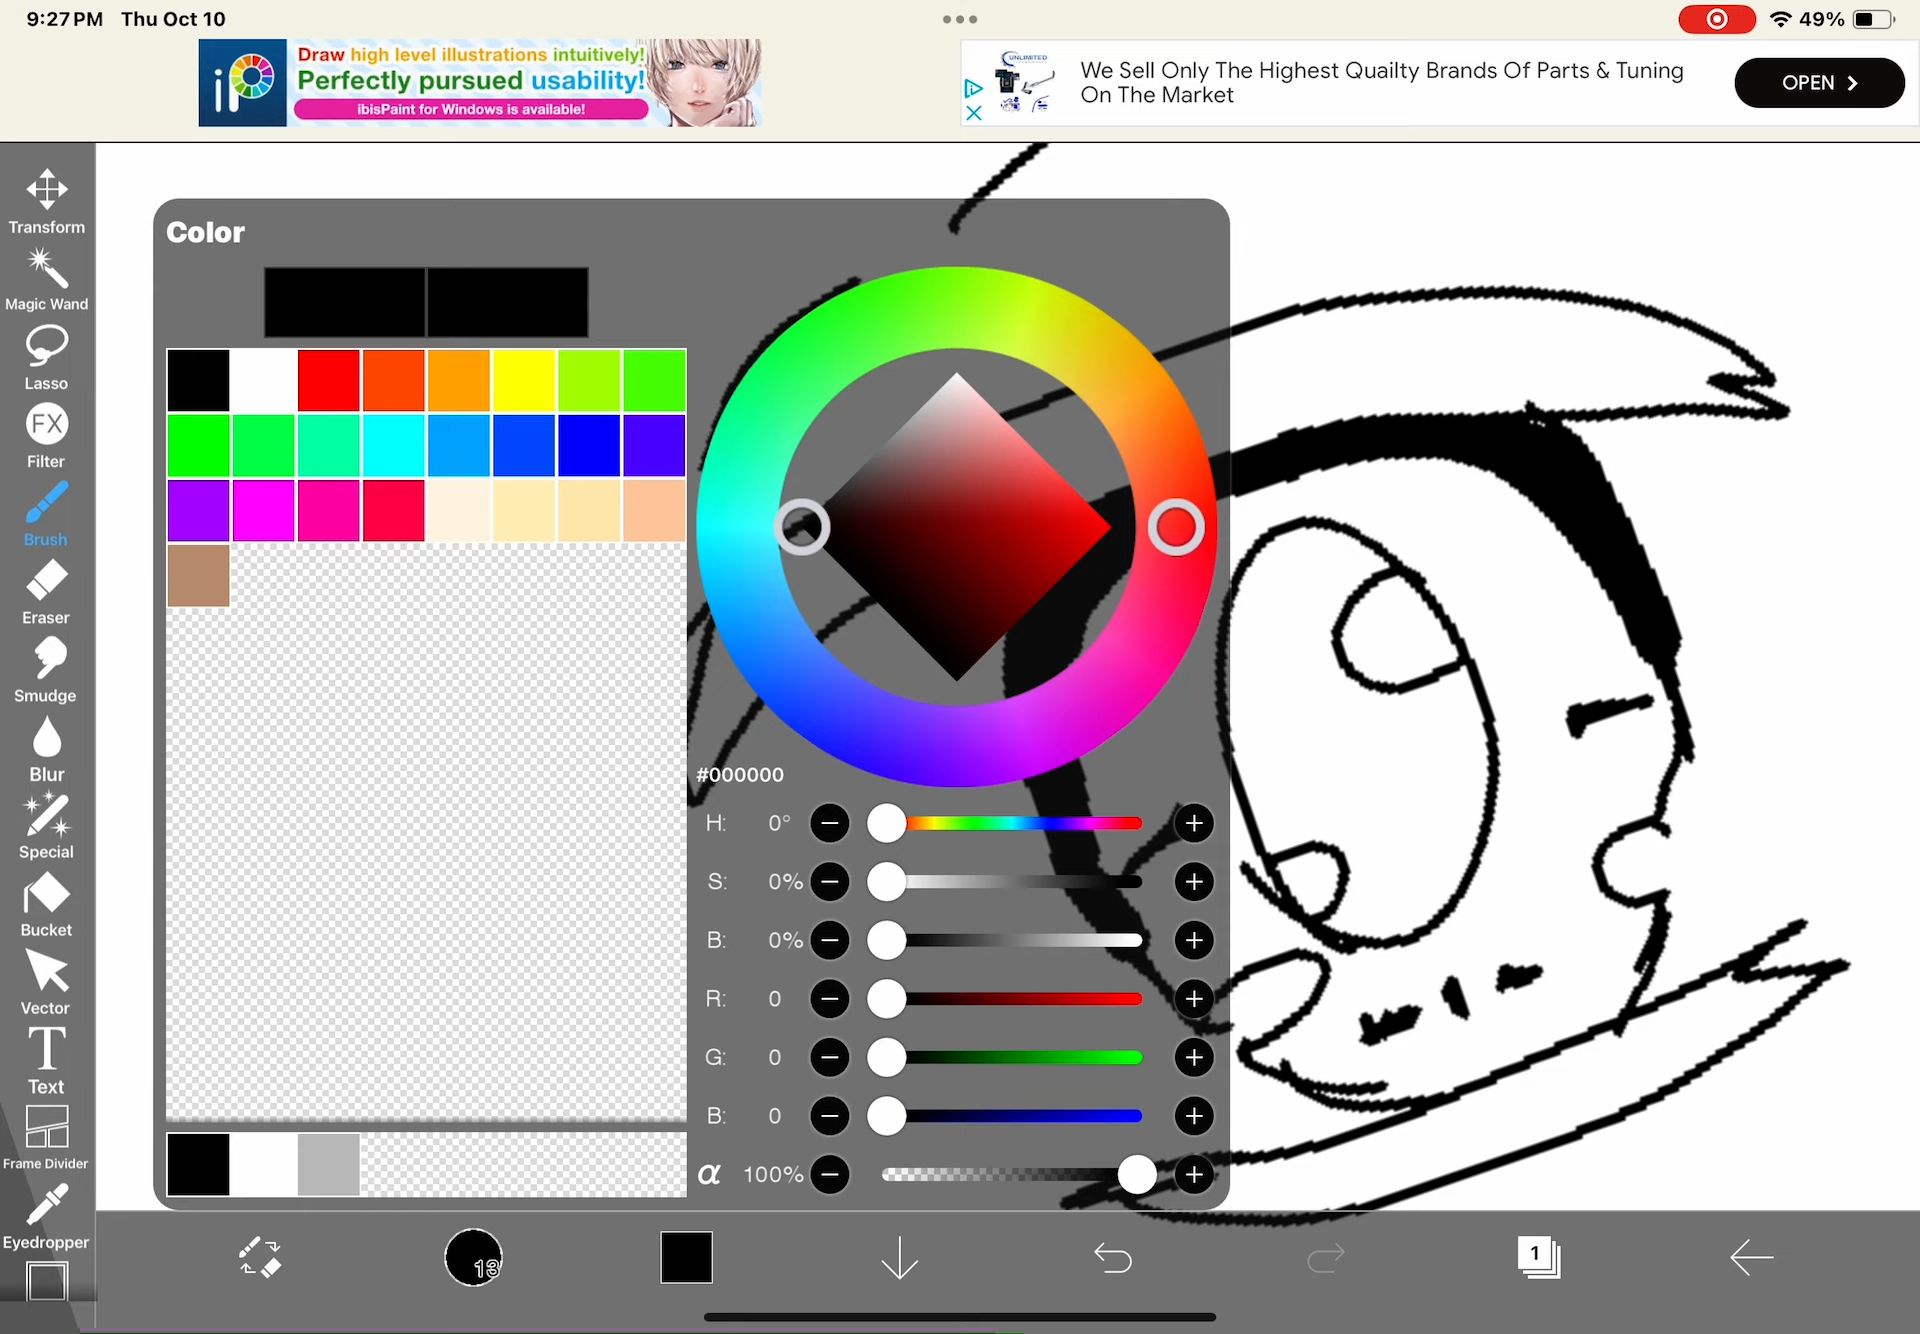 9:27 PM Thu Oct 10
49%
iP
Draw high level illustrations intuitively!
Perfectly pursued usability!
ibisPaint for Windows is available!
UNLIMITED
We Sell Only The Highest Quailty Brands Of Parts & Tuning
On The Market
OPEN
Transform
Magic Wand
Lasso
FX
Filter
Brush
Eraser
Smudge
Blur
Special
Bucket
Vector
T
Text
Frame Divider
Eyedropper
Color
#000000
H: 0°
S: 0%
B: 0%
R: 0
G: 0
B: 0
α 100%
13
1